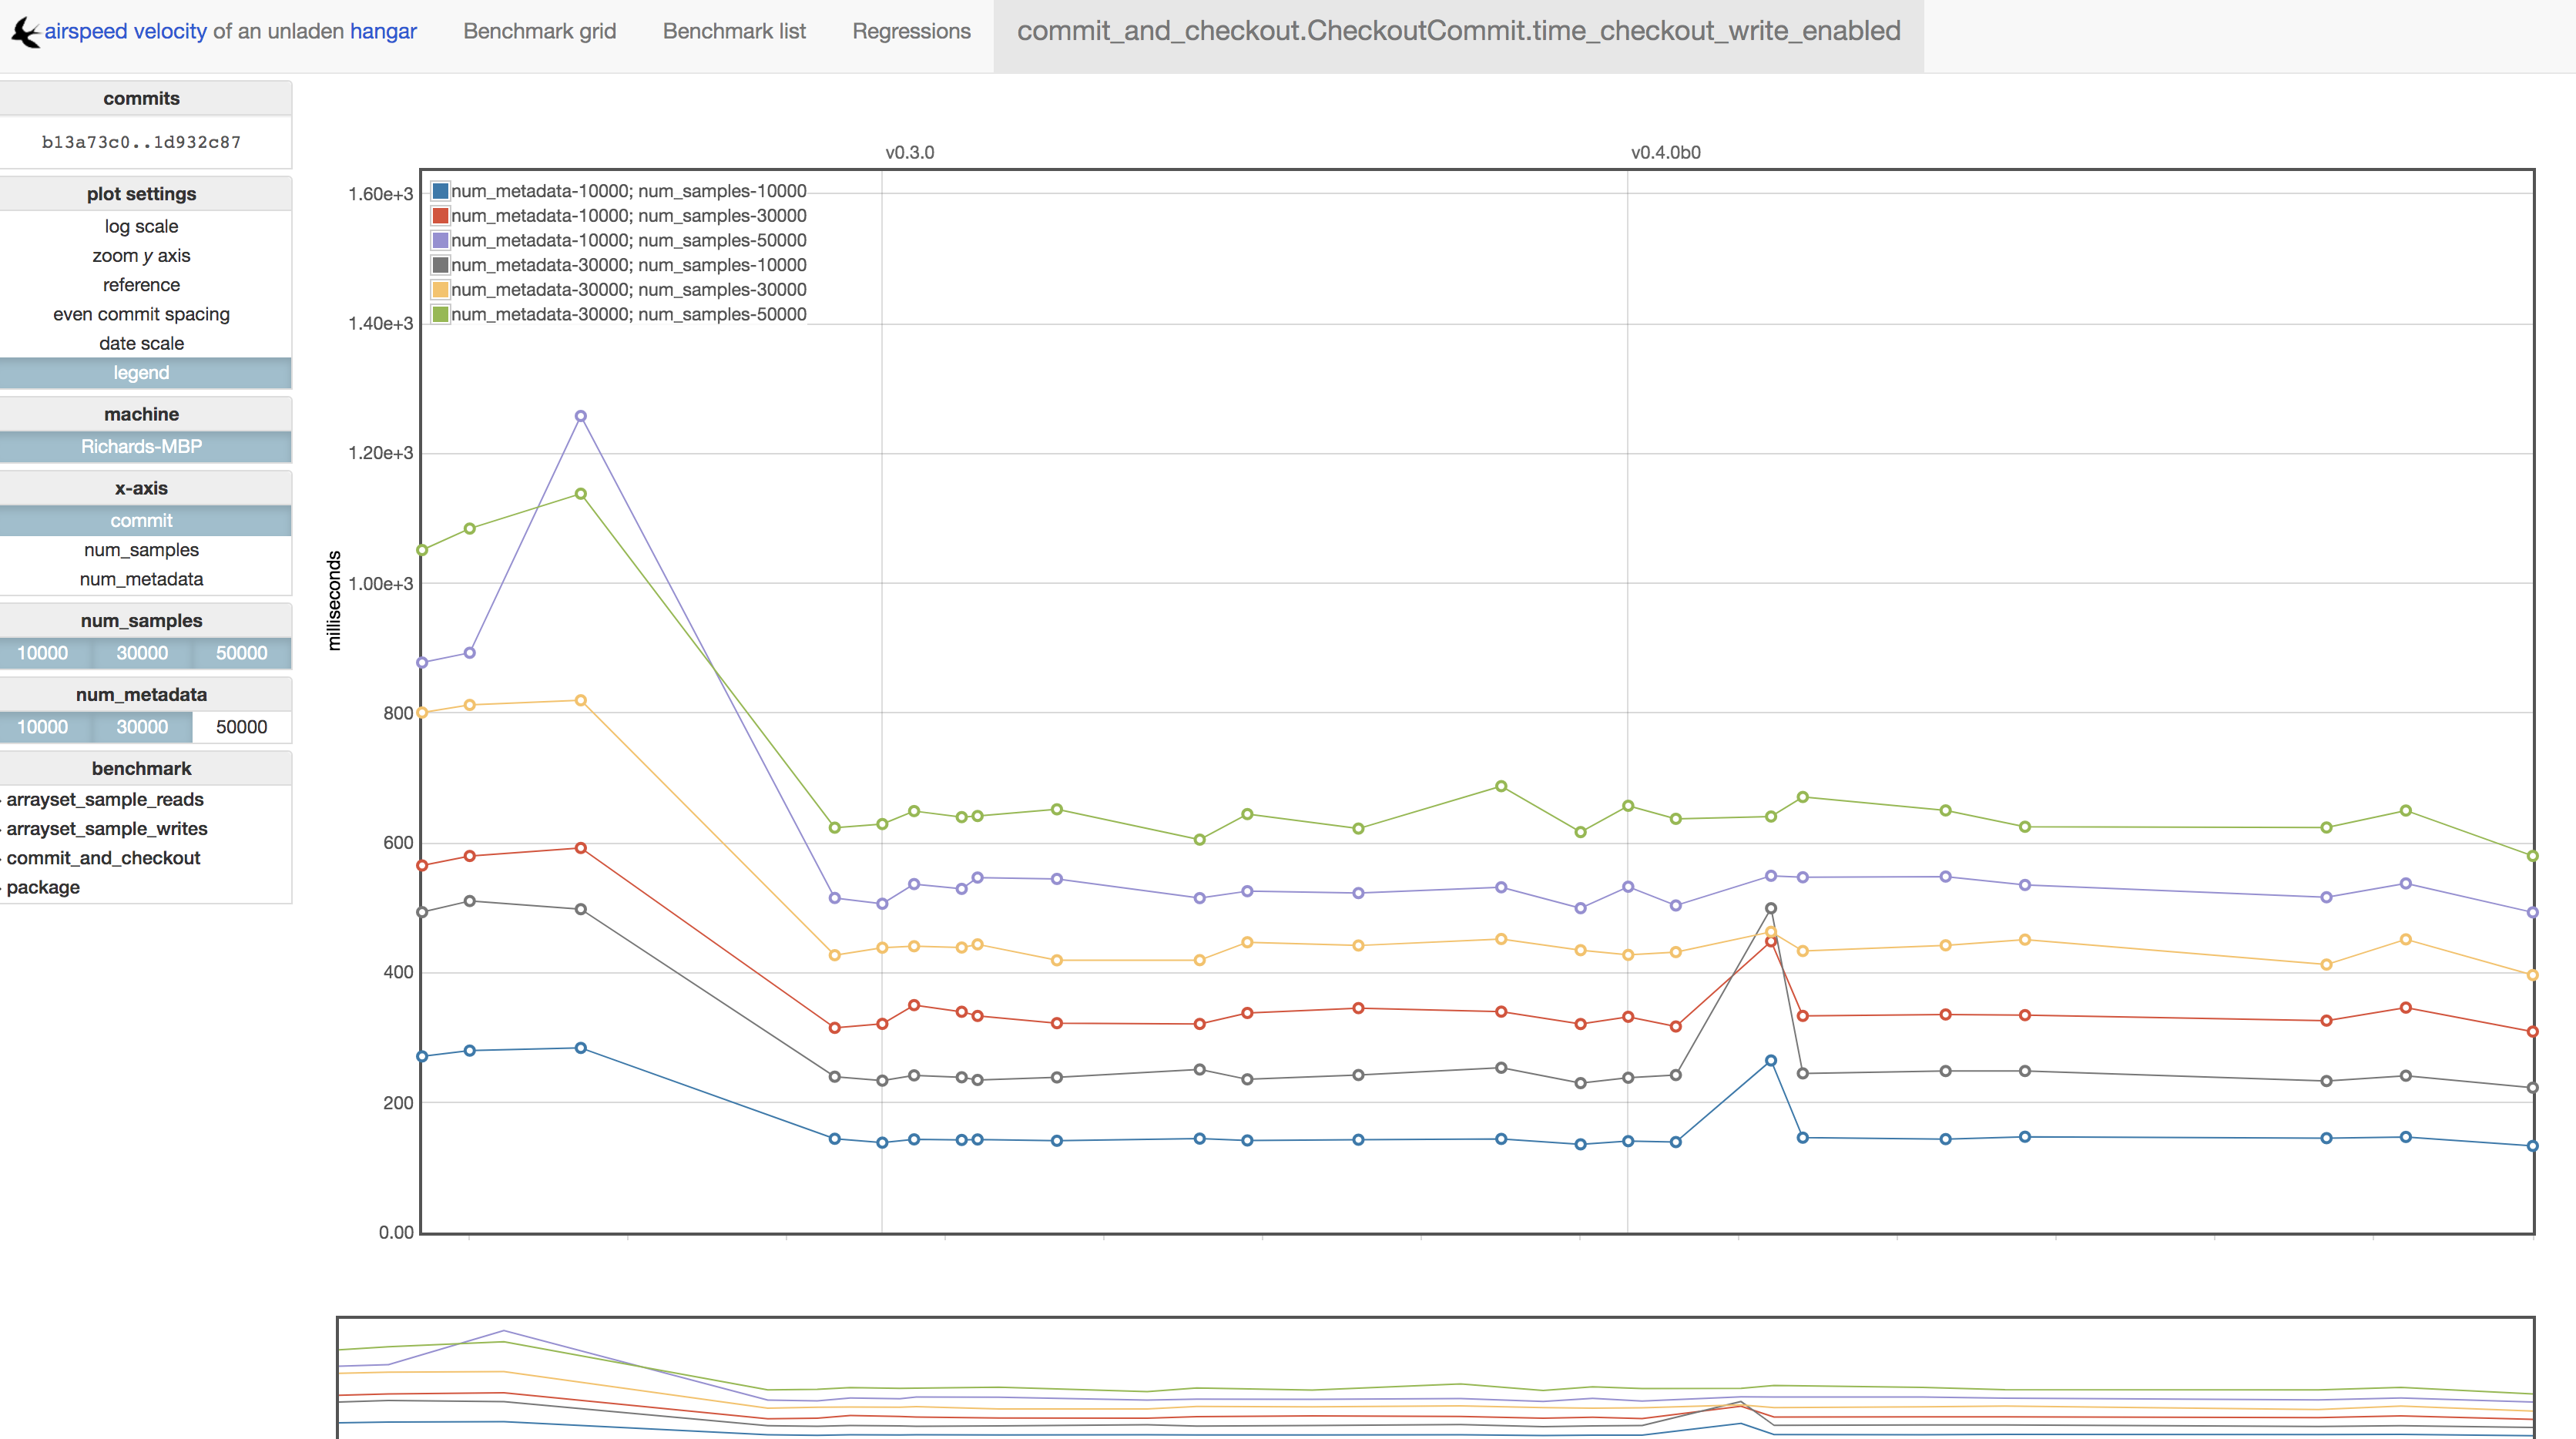 airspeed velocity of an unladen hangar
Benchmark grid
Benchmark list
Regressions
commit_and_checkout.CheckoutCommit.time_checkout_write_enabled
commits
b13a73c0..1d932c87
plot settings
log scale
zoom y axis
reference
even commit spacing
date scale
legend
machine
Richards-MBP
x-axis
commit
num_samples
num_metadata
num_samples
10000 30000 50000
num_metadata
10000 30000 50000
benchmark
arrayset_sample_reads
arrayset_sample_writes
commit_and_checkout
package
v0.3.0
v0.4.0b0
num_metadata-10000; num_samples-10000
num_metadata-10000; num_samples-30000
num_metadata-10000; num_samples-50000
num_metadata-30000; num_samples-10000
num_metadata-30000; num_samples-30000
num_metadata-30000; num_samples-50000
milliseconds
1.60e+3
1.40e+3
1.20e+3
1.00e+3
800
600
400
200
0.00